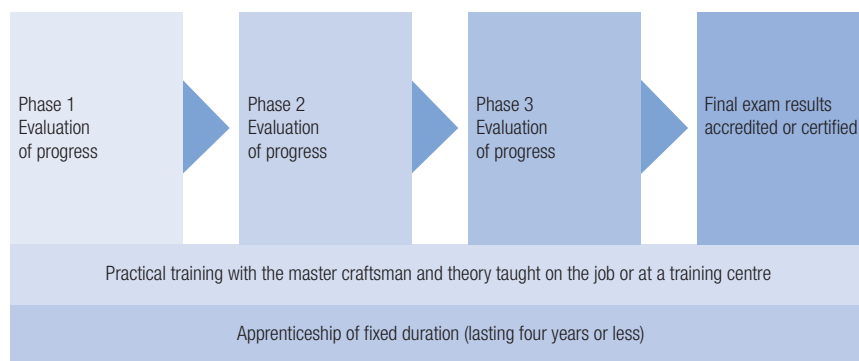 Phase 1
Evaluation
of progress
Phase 2
Evaluation
of progress
Phase 3
Evaluation
of progress
Final exam results
accredited or certified
Practical training with the master craftsman and theory taught on the job or at a training centre
Apprenticeship of fixed duration (lasting four years or less)